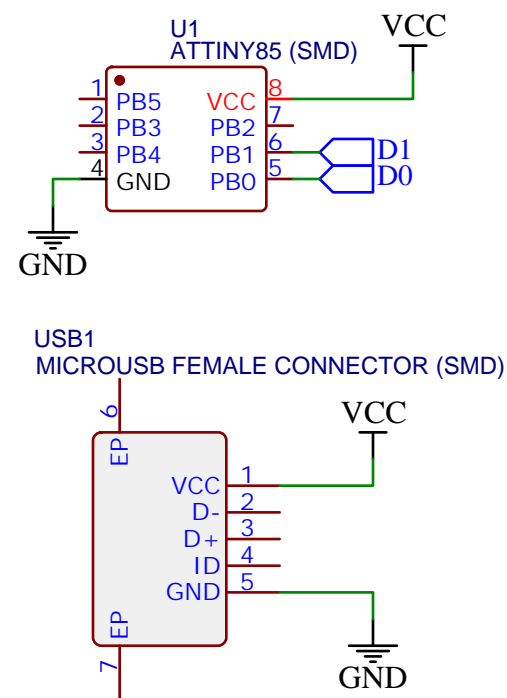 U1
ATTINY85 (SMD)
VCC
1 PB5 VCC 8
2 PB3 PB2 7
3 PB4 PB1 6 D1
4 GND PB0 5 D0
GND
USB1
MICROUSB FEMALE CONNECTOR (SMD)
6
EP
VCC
VCC 1
D- 2
D+ 3
ID 4
GND 5
EP
7
GND